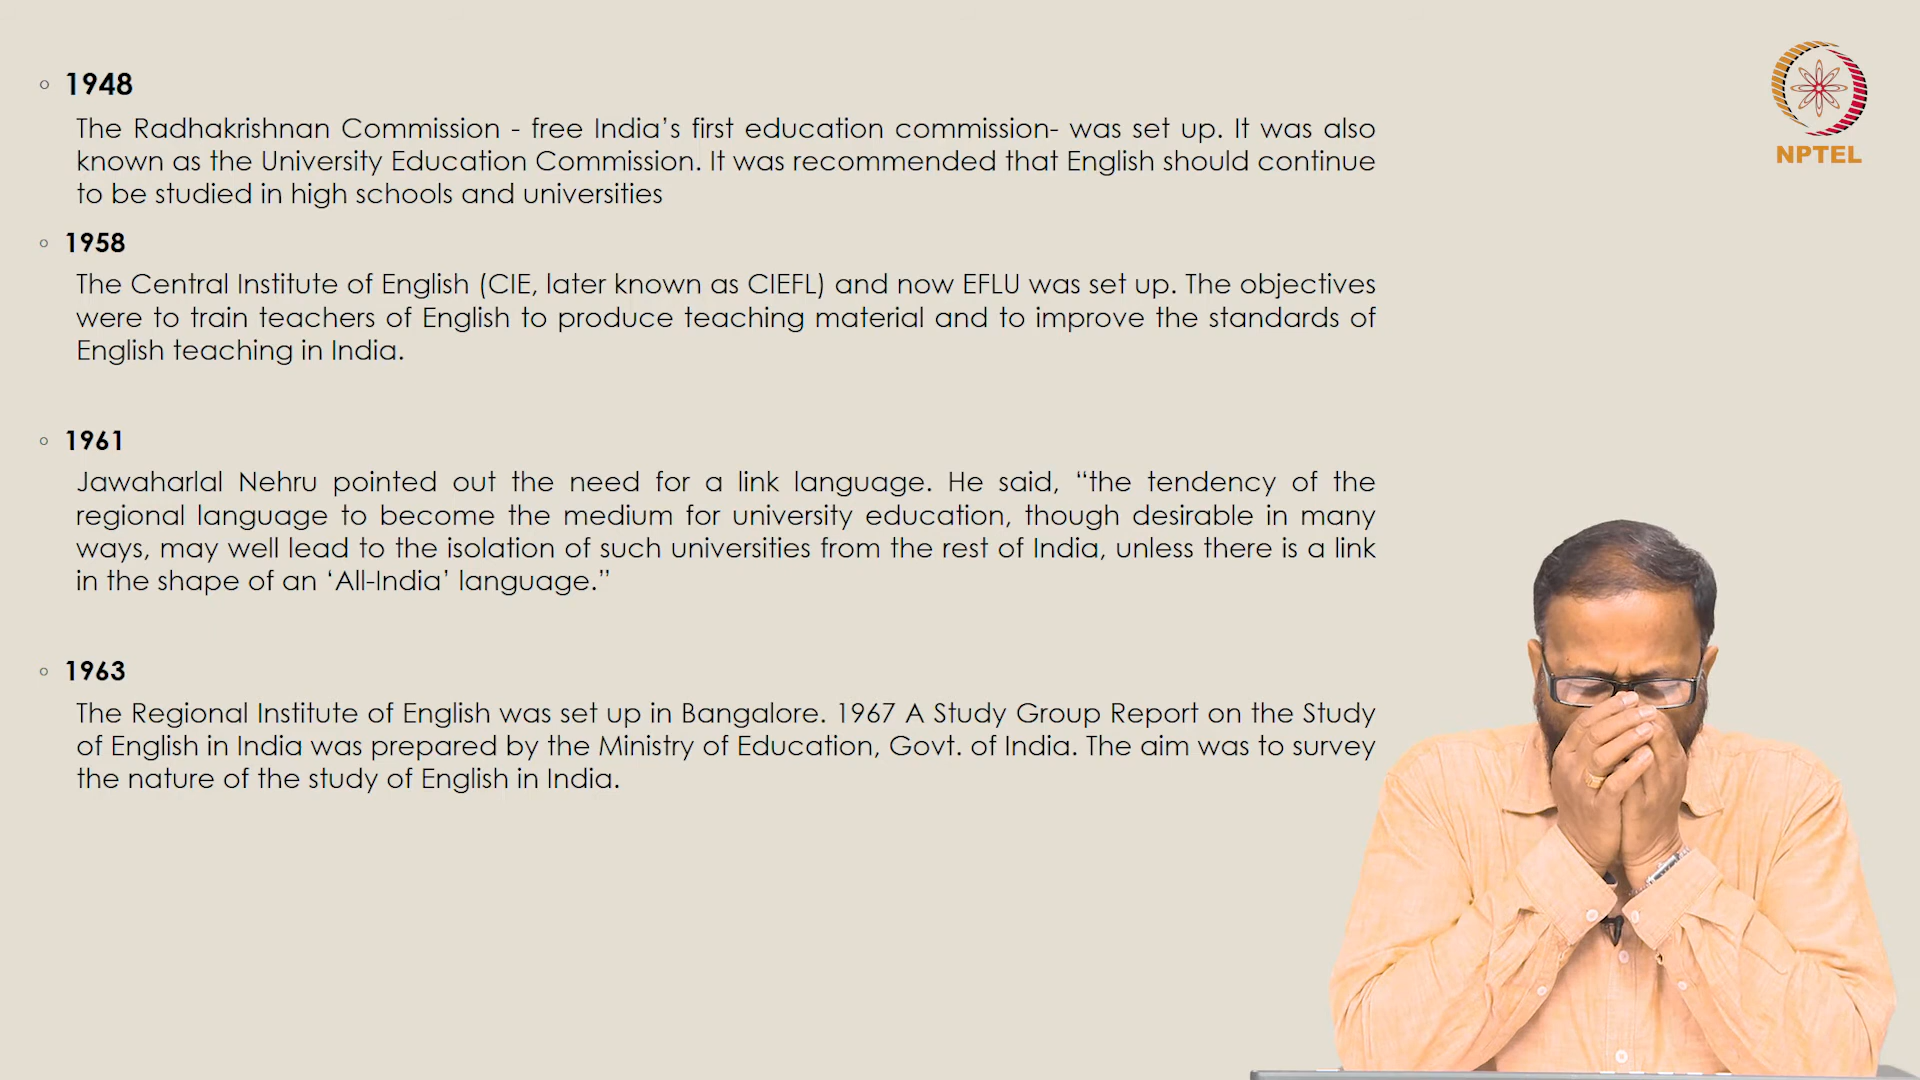 1948
The Radhakrishnan Commission - free India’s first education commission- was set up. It was also
known as the University Education Commission. It was recommended that English should continue
to be studied in high schools and universities
1958
The Central Institute of English (CIE, later known as CIEFL) and now EFLU was set up. The objectives
were to train teachers of English to produce teaching material and to improve the standards of
English teaching in India.
1961
Jawaharlal Nehru pointed out the need for a link language. He said, “the tendency of the
regional language to become the medium for university education, though desirable in many
ways, may well lead to the isolation of such universities from the rest of India, unless there is a link
in the shape of an ‘All-India’ language.”
1963
The Regional Institute of English was set up in Bangalore. 1967 A Study Group Report on the Study
of English in India was prepared by the Ministry of Education, Govt. of India. The aim was to survey
the nature of the study of English in India.
NPTEL